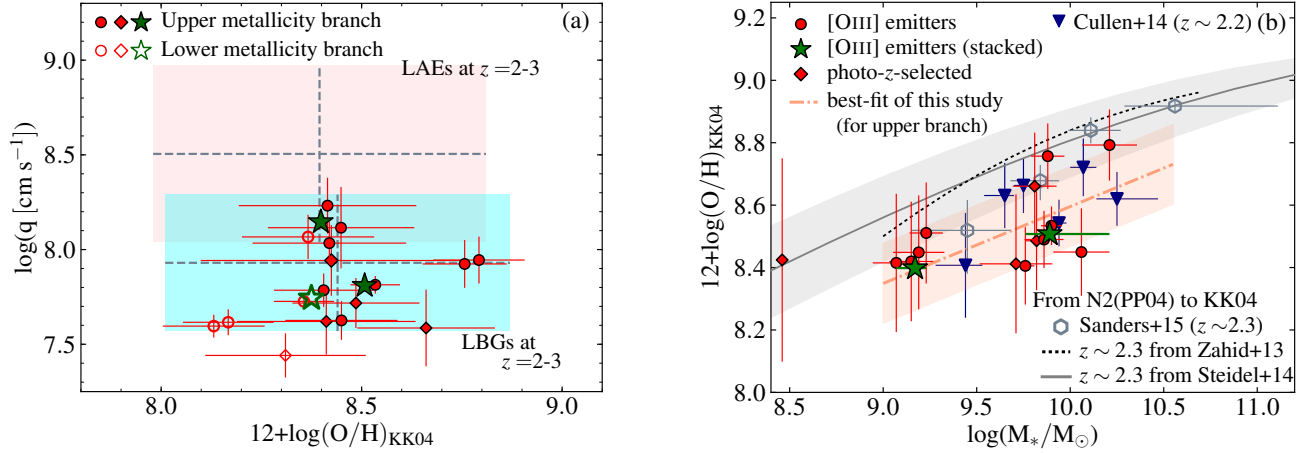 (a)
Upper metallicity branch
Lower metallicity branch
LAEs at z =2-3
LBGs at
z =2-3
log(q [cm s⁻¹])
9.0
8.5
8.0
7.5
8.0
8.5
9.0
12+log(O/H)KK04
(b)
[OIII] emitters
[OIII] emitters (stacked)
photo-z-selected
best-fit of this study
(for upper branch)
Cullen+14 (z ∼ 2.2)
From N2(PP04) to KK04
Sanders+15 (z ∼2.3)
z ∼ 2.3 from Zahid+13
z ∼ 2.3 from Steidel+14
12+log(O/H)KK04
9.2
9.0
8.8
8.6
8.4
8.2
8.0
8.5
9.0
9.5
10.0
10.5
11.0
log(M∗/M⊙)